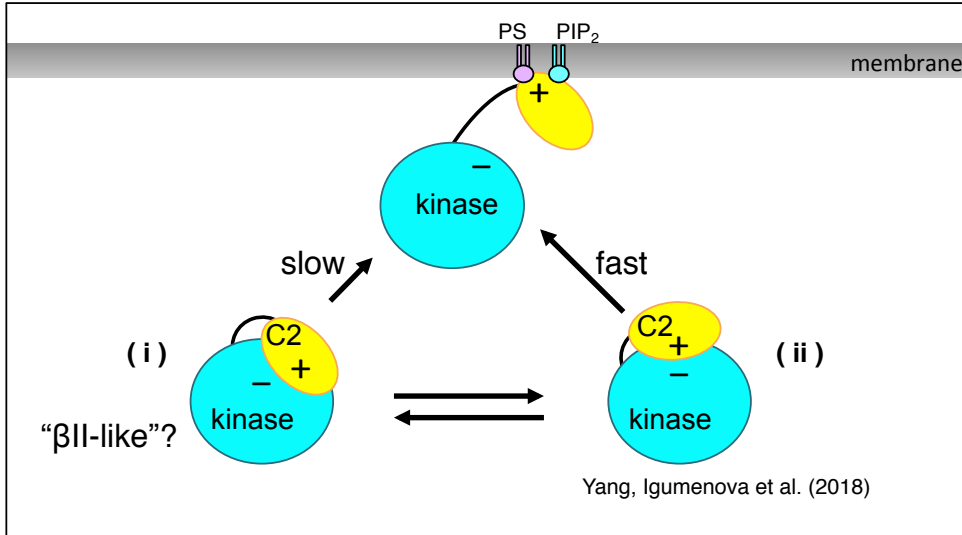 PS PIP₂
membrane
+
−
kinase
slow
fast
C2
+
( i )
−
kinase
C2
+
( ii )
−
kinase
“βII-like”?
Yang, Igumenova et al. (2018)